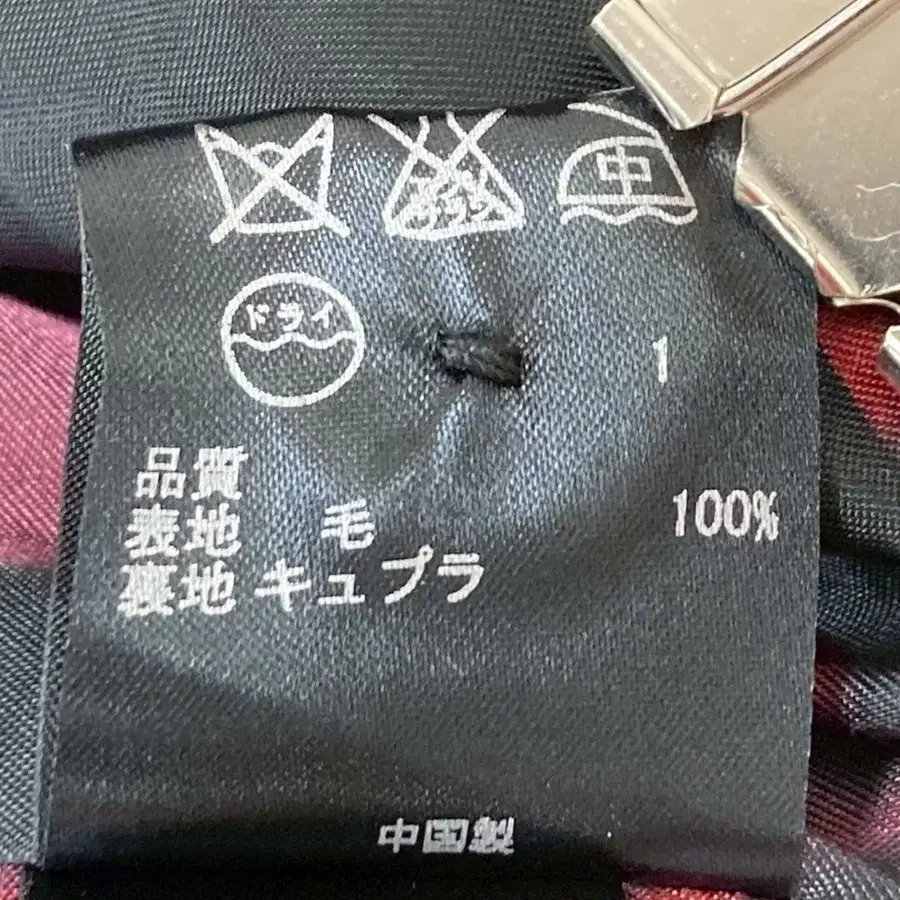 中
ドライ
1
品質
表地 毛 100%
裏地 キュプラ
中国製